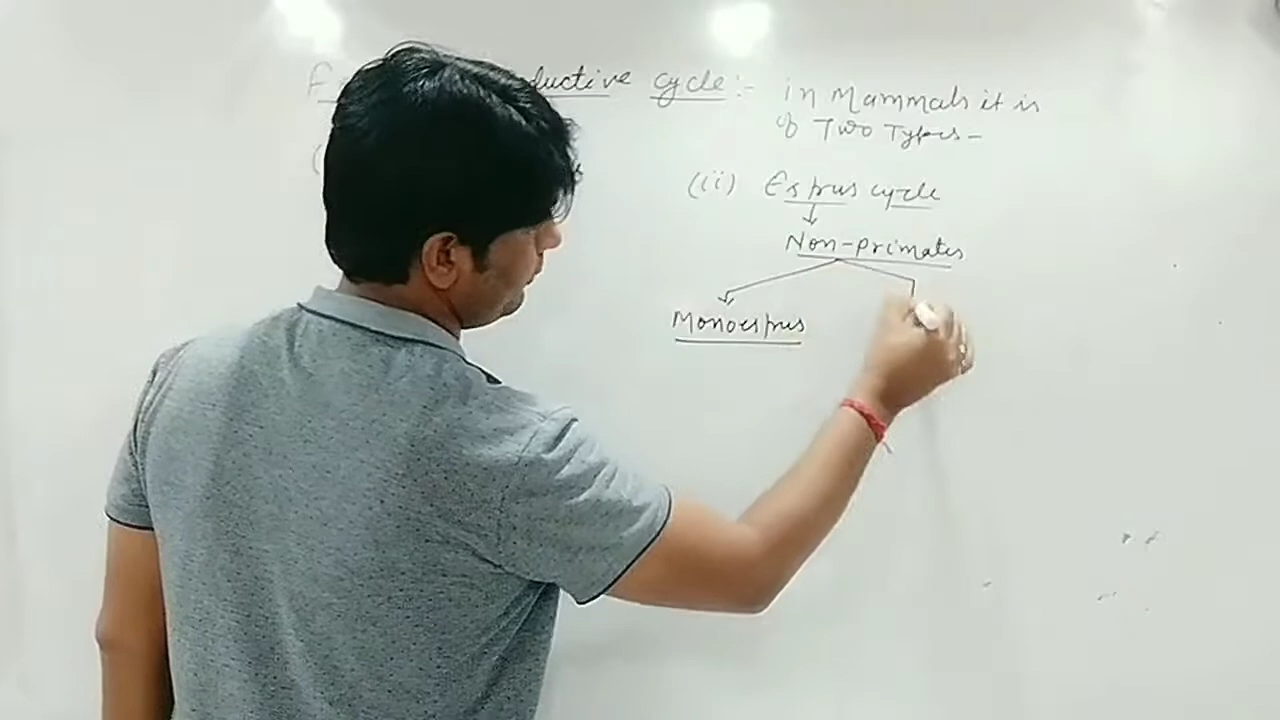 ductive cycle:- in Mammals it is
of Two Types-
(
(ii) Estrus cycle
Non-primates
Monoestrus